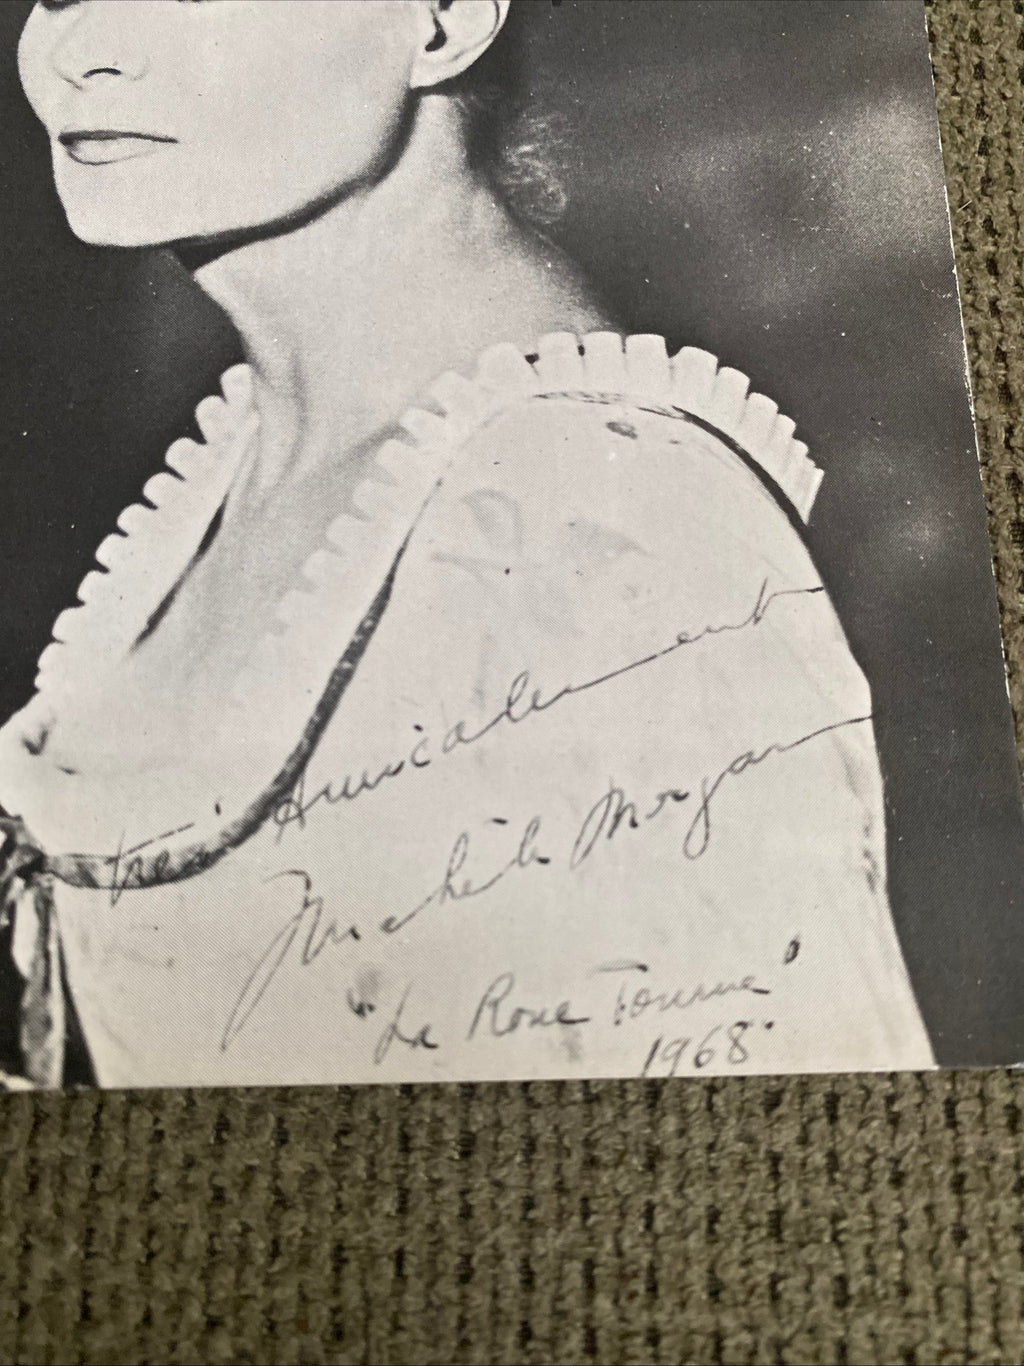 très Amicalement
Michèle Morgan
"La Rose Tourne"
1968